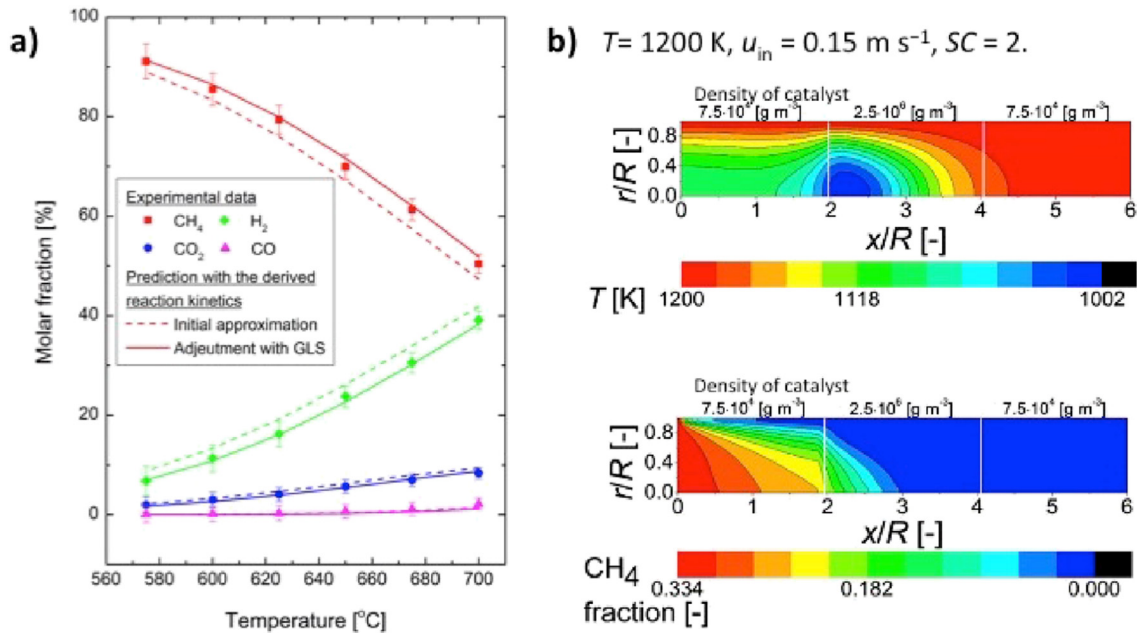 a)
100
80
60
40
20
0
Molar fraction [%]
Experimental data
CH4 H2
CO2 CO
Prediction with the derived
reaction kinetics
Initial approximation
Adjeutment with GLS
560 580 600 620 640 660 680 700
Temperature [°C]
b) T= 1200 K, uin = 0.15 m s⁻¹, SC = 2.
Density of catalyst
7.5·10⁴ [g m⁻³] 2.5·10⁶ [g m⁻³] 7.5·10⁴ [g m⁻³]
0.8
0.4
0.0
r/R [-]
0 1 2 3 4 5 6
x/R [-]
T [K]
1200 1118 1002
Density of catalyst
7.5·10⁴ [g m⁻³] 2.5·10⁶ [g m⁻³] 7.5·10⁴ [g m⁻³]
0.8
0.4
0.0
r/R [-]
0 1 2 3 4 5 6
x/R [-]
CH4
0.334 0.182 0.000
fraction [-]